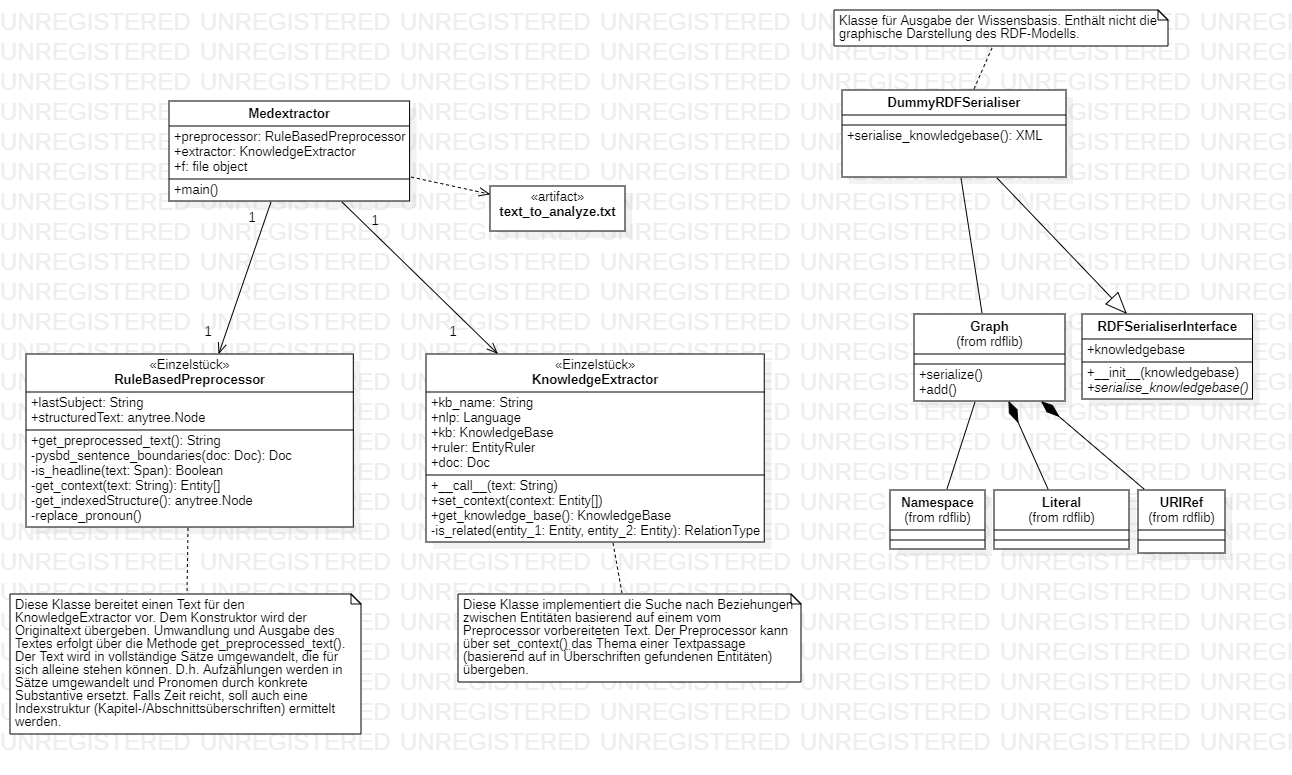 Klasse für Ausgabe der Wissensbasis. Enthält nicht die
graphische Darstellung des RDF-Modells.
Medextractor
+preprocessor: RuleBasedPreprocessor
+extractor: KnowledgeExtractor
+f: file object
+main()
«artifact»
text_to_analyze.txt
1
1
1
1
DummyRDFSerialiser
+serialise_knowledgebase(): XML
Graph
(from rdflib)
+serialize()
+add()
RDFSerialiserInterface
+knowledgebase
+__init__(knowledgebase)
+serialise_knowledgebase()
«Einzelstück»
RuleBasedPreprocessor
+lastSubject: String
+structuredText: anytree.Node
+get_preprocessed_text(): String
-pysbd_sentence_boundaries(doc: Doc): Doc
-is_headline(text: Span): Boolean
-get_context(text: String): Entity[]
-get_indexedStructure(): anytree.Node
-replace_pronoun()
«Einzelstück»
KnowledgeExtractor
+kb_name: String
+nlp: Language
+kb: KnowledgeBase
+ruler: EntityRuler
+doc: Doc
+__call__(text: String)
+set_context(context: Entity[])
+get_knowledge_base(): KnowledgeBase
-is_related(entity_1: Entity, entity_2: Entity): RelationType
Namespace
(from rdflib)
Literal
(from rdflib)
URIRef
(from rdflib)
Diese Klasse bereitet einen Text für den
KnowledgeExtractor vor. Dem Konstruktor wird der
Originaltext übergeben. Umwandlung und Ausgabe des
Textes erfolgt über die Methode get_preprocessed_text().
Der Text wird in vollständige Sätze umgewandelt, die für
sich alleine stehen können. D.h. Aufzählungen werden in
Sätze umgewandelt und Pronomen durch konkrete
Substantive ersetzt. Falls Zeit reicht, soll auch eine
Indexstruktur (Kapitel-/Abschnittsüberschriften) ermittelt
werden.
Diese Klasse implementiert die Suche nach Beziehungen
zwischen Entitäten basierend auf einem vom
Preprocessor vorbereiteten Text. Der Preprocessor kann
über set_context() das Thema einer Textpassage
(basierend auf in Überschriften gefundenen Entitäten)
übergeben.
UNREGISTERED